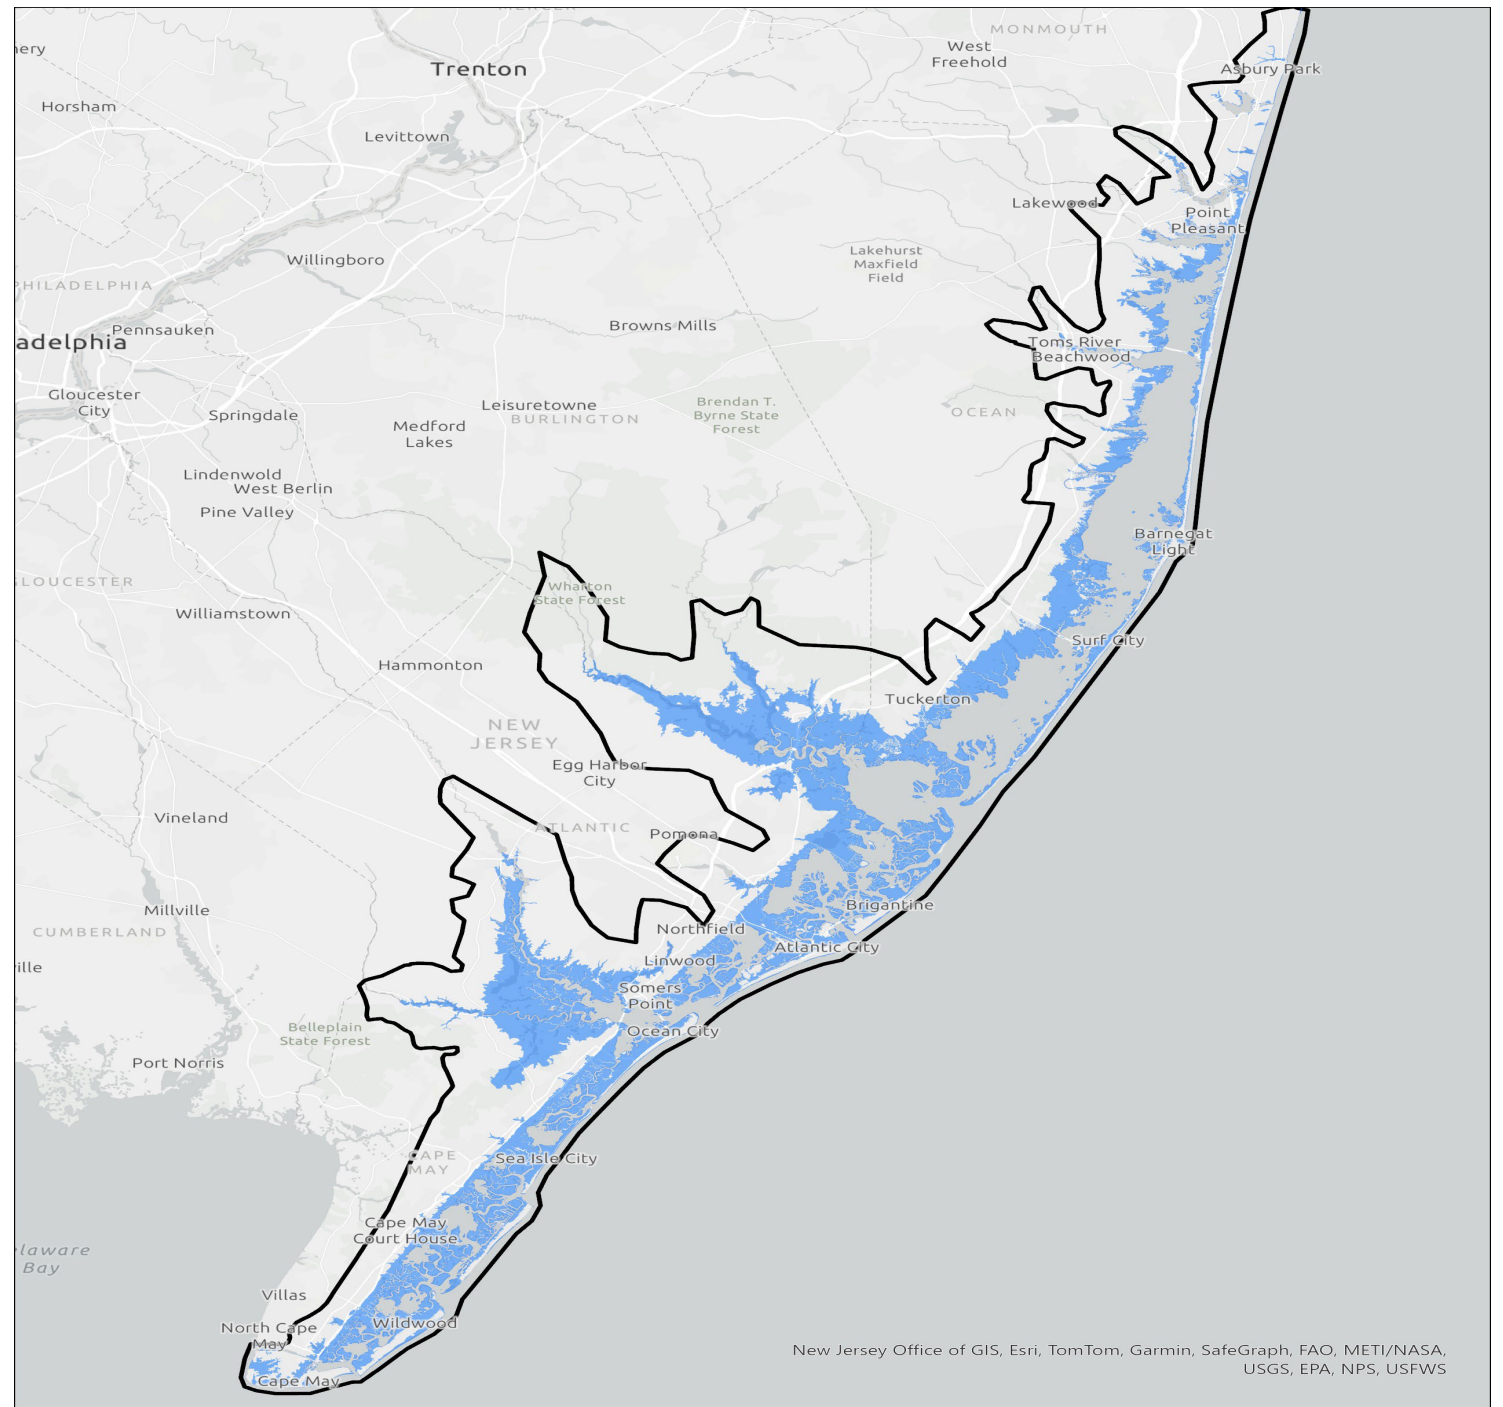 MERCER
MONMOUTH
ery
West
Freehold
Trenton
Asbury Park
Horsham
Levittown
Lakewood
Point
Pleasant
Lakehurst
Maxfield
Field
Willingboro
PHILADELPHIA
Pennsauken
Browns Mills
adelphia
Toms River
Beachwood
Gloucester
City
Springdale
Leisuretowne
BURLINGTON
Brendan T.
Byrne State
Forest
OCEAN
Medford
Lakes
Lindenwold
West Berlin
Pine Valley
Barnegat
Light
GLOUCESTER
Wharton
State Forest
Williamstown
Surf City
Hammonton
Tuckerton
NEW
JERSEY
Egg Harbor
City
Vineland
ATLANTIC
Pomona
Millville
Brigantine
CUMBERLAND
Northfield
Atlantic City
ville
Linwood
Somers
Point
Belleplain
State Forest
Ocean City
Port Norris
CAPE
MAY
Sea Isle City
Cape May
Court House
elaware
Bay
Villas
North Cape
May
Wildwood
Cape May
New Jersey Office of GIS, Esri, TomTom, Garmin, SafeGraph, FAO, METI/NASA,
USGS, EPA, NPS, USFWS